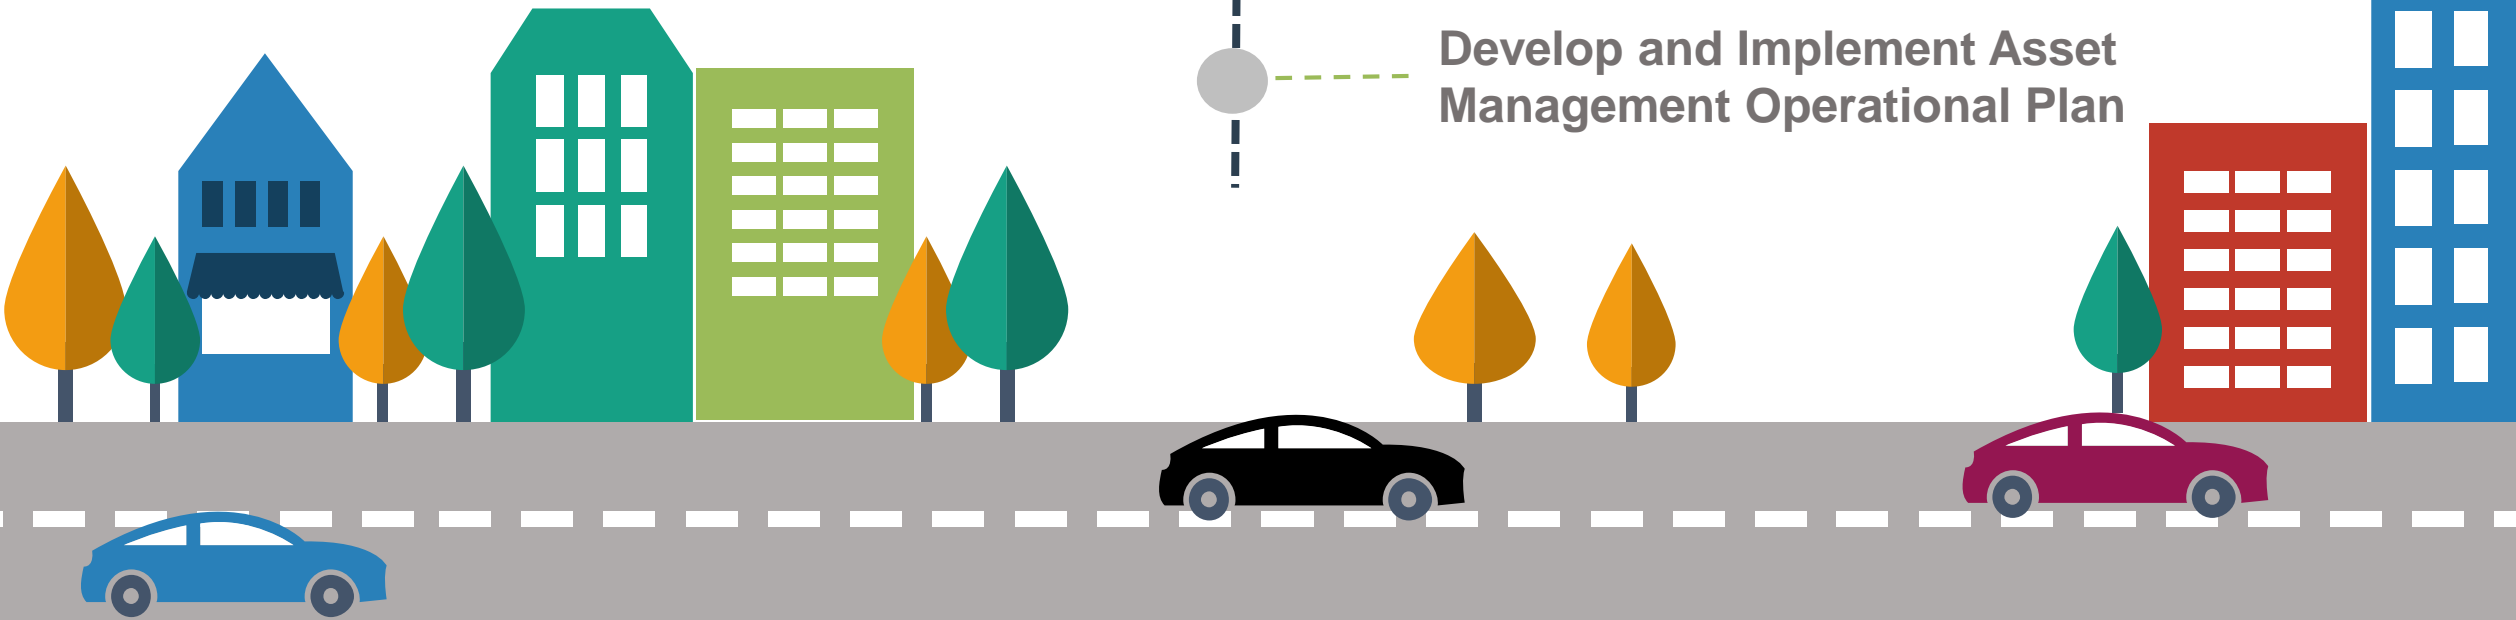 Develop and Implement Asset
Management Operational Plan